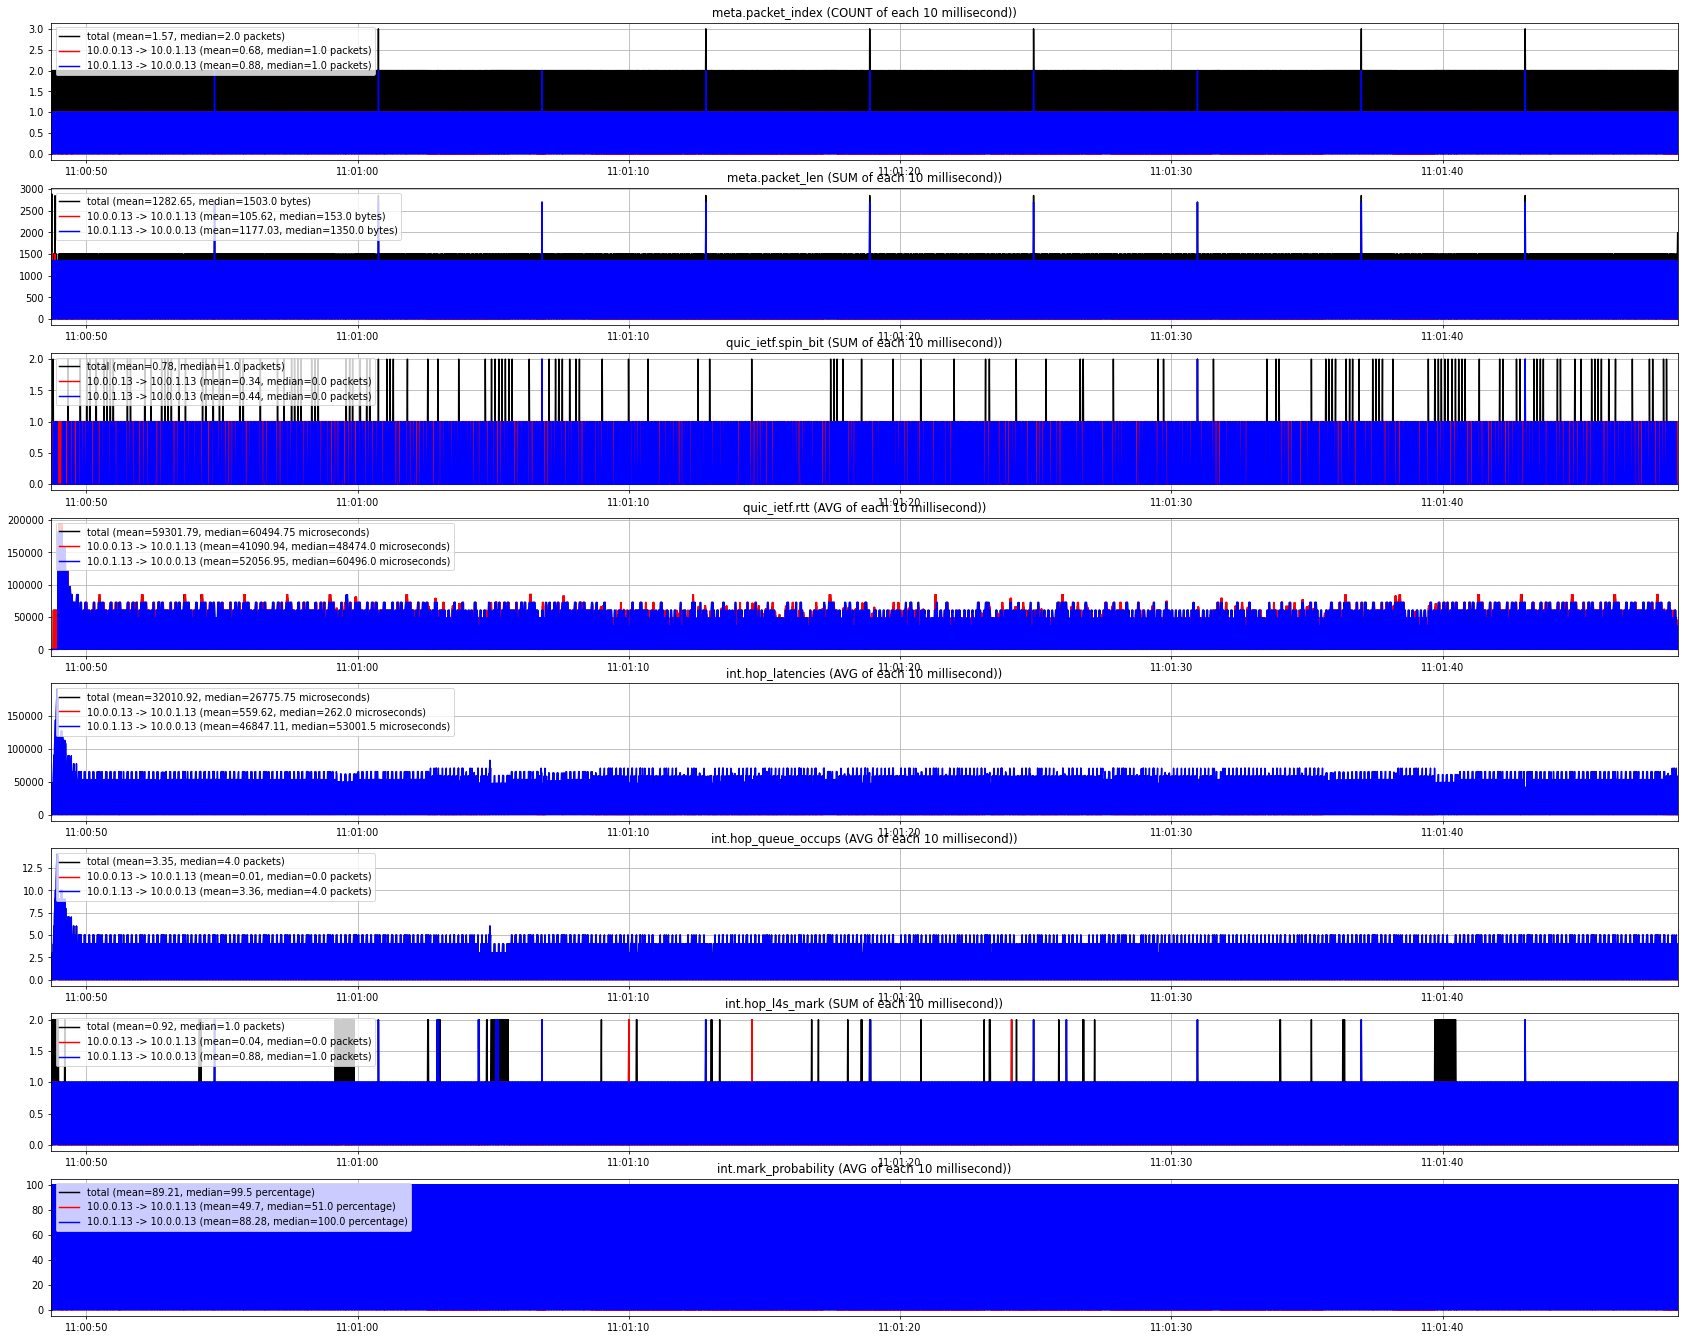 meta.packet_index (COUNT of each 10 millisecond))
3.0
2.5
2.0
1.5
1.0
0.5
0.0
total (mean=1.57, median=2.0 packets)
10.0.0.13 -> 10.0.1.13 (mean=0.68, median=1.0 packets)
10.0.1.13 -> 10.0.0.13 (mean=0.88, median=1.0 packets)
11:00:50 11:01:00 11:01:10 11:01:20 11:01:30 11:01:40
meta.packet_len (SUM of each 10 millisecond))
3000
2500
2000
1500
1000
500
0
total (mean=1282.65, median=1503.0 bytes)
10.0.0.13 -> 10.0.1.13 (mean=105.62, median=153.0 bytes)
10.0.1.13 -> 10.0.0.13 (mean=1177.03, median=1350.0 bytes)
11:00:50 11:01:00 11:01:10 11:01:20 11:01:30 11:01:40
quic_ietf.spin_bit (SUM of each 10 millisecond))
2.0
1.5
1.0
0.5
0.0
total (mean=0.78, median=1.0 packets)
10.0.0.13 -> 10.0.1.13 (mean=0.34, median=0.0 packets)
10.0.1.13 -> 10.0.0.13 (mean=0.44, median=0.0 packets)
11:00:50 11:01:00 11:01:10 11:01:20 11:01:30 11:01:40
quic_ietf.rtt (AVG of each 10 millisecond))
200000
150000
100000
50000
0
total (mean=59301.79, median=60494.75 microseconds)
10.0.0.13 -> 10.0.1.13 (mean=41090.94, median=48474.0 microseconds)
10.0.1.13 -> 10.0.0.13 (mean=52056.95, median=60496.0 microseconds)
11:00:50 11:01:00 11:01:10 11:01:20 11:01:30 11:01:40
int.hop_latencies (AVG of each 10 millisecond))
150000
100000
50000
0
total (mean=32010.92, median=26775.75 microseconds)
10.0.0.13 -> 10.0.1.13 (mean=559.62, median=262.0 microseconds)
10.0.1.13 -> 10.0.0.13 (mean=46847.11, median=53001.5 microseconds)
11:00:50 11:01:00 11:01:10 11:01:20 11:01:30 11:01:40
int.hop_queue_occups (AVG of each 10 millisecond))
12.5
10.0
7.5
5.0
2.5
0.0
total (mean=3.35, median=4.0 packets)
10.0.0.13 -> 10.0.1.13 (mean=0.01, median=0.0 packets)
10.0.1.13 -> 10.0.0.13 (mean=3.36, median=4.0 packets)
11:00:50 11:01:00 11:01:10 11:01:20 11:01:30 11:01:40
int.hop_l4s_mark (SUM of each 10 millisecond))
2.0
1.5
1.0
0.5
0.0
total (mean=0.92, median=1.0 packets)
10.0.0.13 -> 10.0.1.13 (mean=0.04, median=0.0 packets)
10.0.1.13 -> 10.0.0.13 (mean=0.88, median=1.0 packets)
11:00:50 11:01:00 11:01:10 11:01:20 11:01:30 11:01:40
int.mark_probability (AVG of each 10 millisecond))
100
80
60
40
20
0
total (mean=89.21, median=99.5 percentage)
10.0.0.13 -> 10.0.1.13 (mean=49.7, median=51.0 percentage)
10.0.1.13 -> 10.0.0.13 (mean=88.28, median=100.0 percentage)
11:00:50 11:01:00 11:01:10 11:01:20 11:01:30 11:01:40